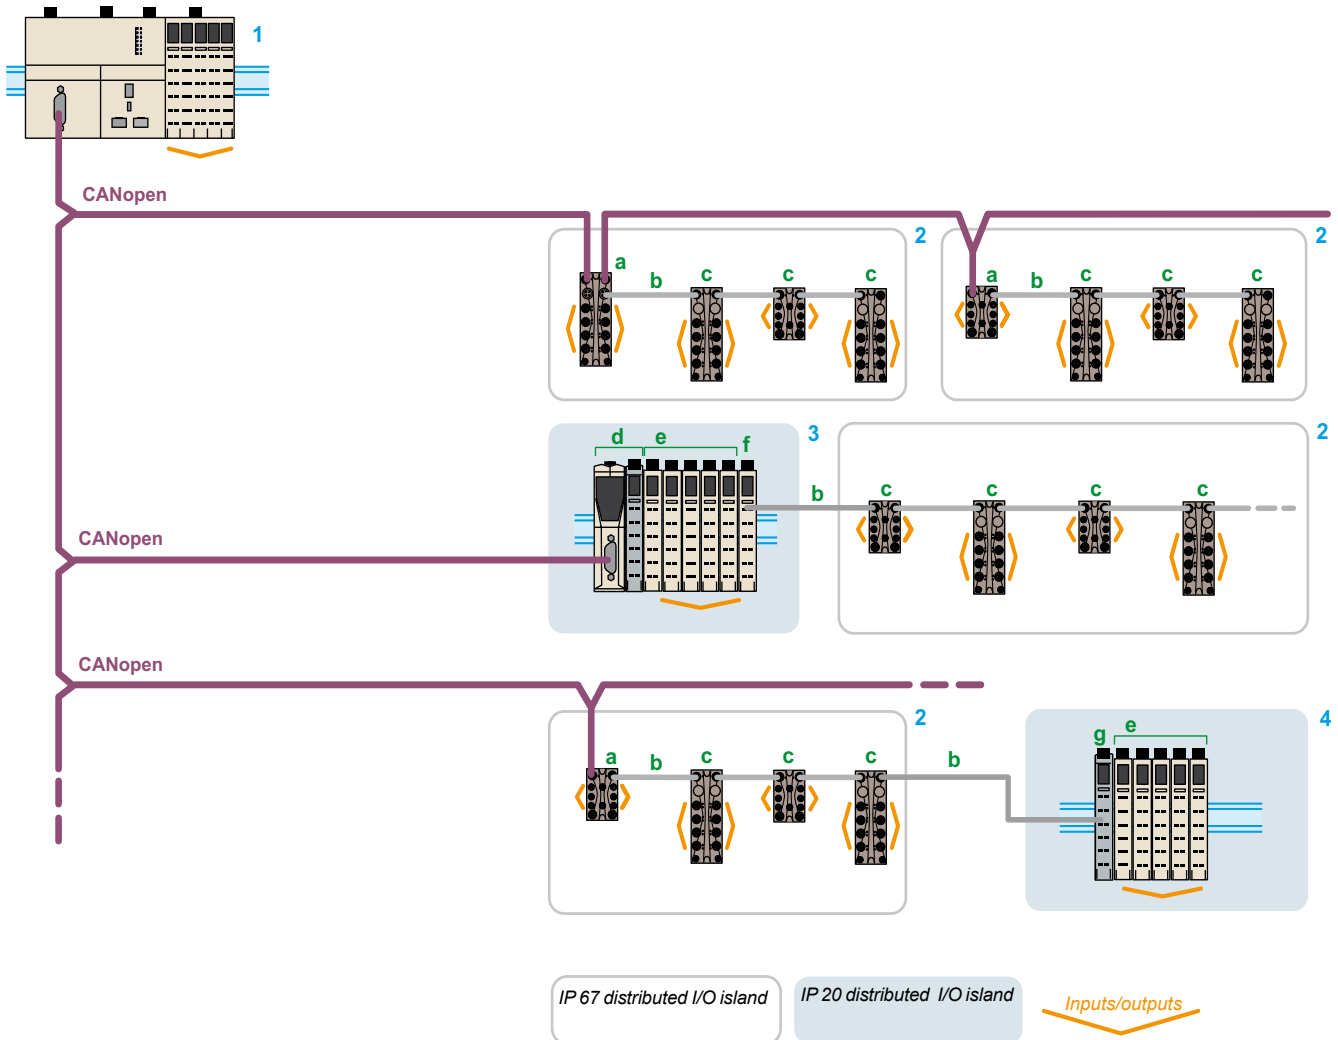 1
CANopen
2
2
a
b
c
c
c
a
b
c
c
c
3
2
d
e
f
b
c
c
c
c
CANopen
CANopen
2
4
a
b
c
c
c
b
g
e
IP 67 distributed I/O island
IP 20 distributed I/O island
Inputs/outputs